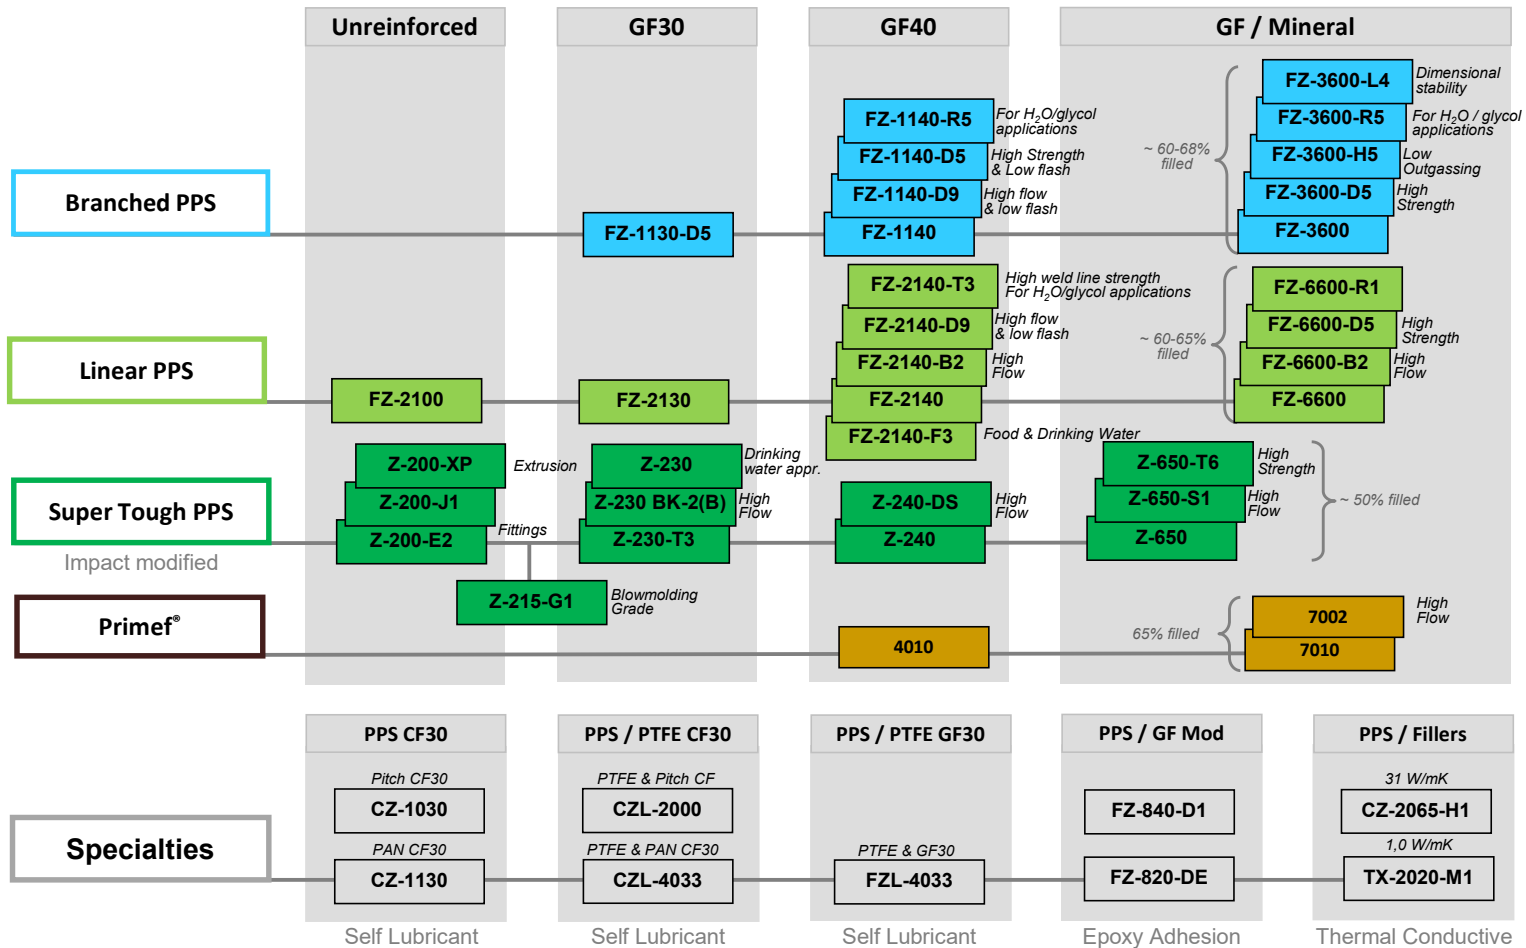 Unreinforced
GF30
GF40
GF / Mineral
Branched PPS
FZ-1130-D5
FZ-1140-R5
For H₂O/glycol
applications
FZ-1140-D5
High Strength
& Low flash
FZ-1140-D9
High flow
& low flash
FZ-1140
~ 60-68%
filled
FZ-3600-L4
Dimensional
stability
FZ-3600-R5
For H₂O / glycol
applications
FZ-3600-H5
Low
Outgassing
FZ-3600-D5
High
Strength
FZ-3600
Linear PPS
FZ-2100
FZ-2130
FZ-2140-T3
High weld line strength
For H₂O/glycol applications
FZ-2140-D9
High flow
& low flash
FZ-2140-B2
High
Flow
FZ-2140
FZ-2140-F3
Food & Drinking Water
~ 60-65%
filled
FZ-6600-R1
FZ-6600-D5
High
Strength
FZ-6600-B2
High
Flow
FZ-6600
Super Tough PPS
Impact modified
Z-200-XP
Extrusion
Z-200-J1
Z-200-E2
Fittings
Z-215-G1
Blowmolding
Grade
Z-230
Drinking
water appr.
Z-230 BK-2(B)
High
Flow
Z-230-T3
Z-240-DS
High
Flow
Z-240
Z-650-T6
High
Strength
Z-650-S1
High
Flow
Z-650
~ 50% filled
Primef®
4010
65% filled
7002
High
Flow
7010
PPS CF30
PPS / PTFE CF30
PPS / PTFE GF30
PPS / GF Mod
PPS / Fillers
Specialties
Pitch CF30
CZ-1030
PAN CF30
CZ-1130
Self Lubricant
PTFE & Pitch CF
CZL-2000
PTFE & PAN CF30
CZL-4033
Self Lubricant
PTFE & GF30
FZL-4033
Self Lubricant
FZ-840-D1
FZ-820-DE
Epoxy Adhesion
31 W/mK
CZ-2065-H1
1,0 W/mK
TX-2020-M1
Thermal Conductive